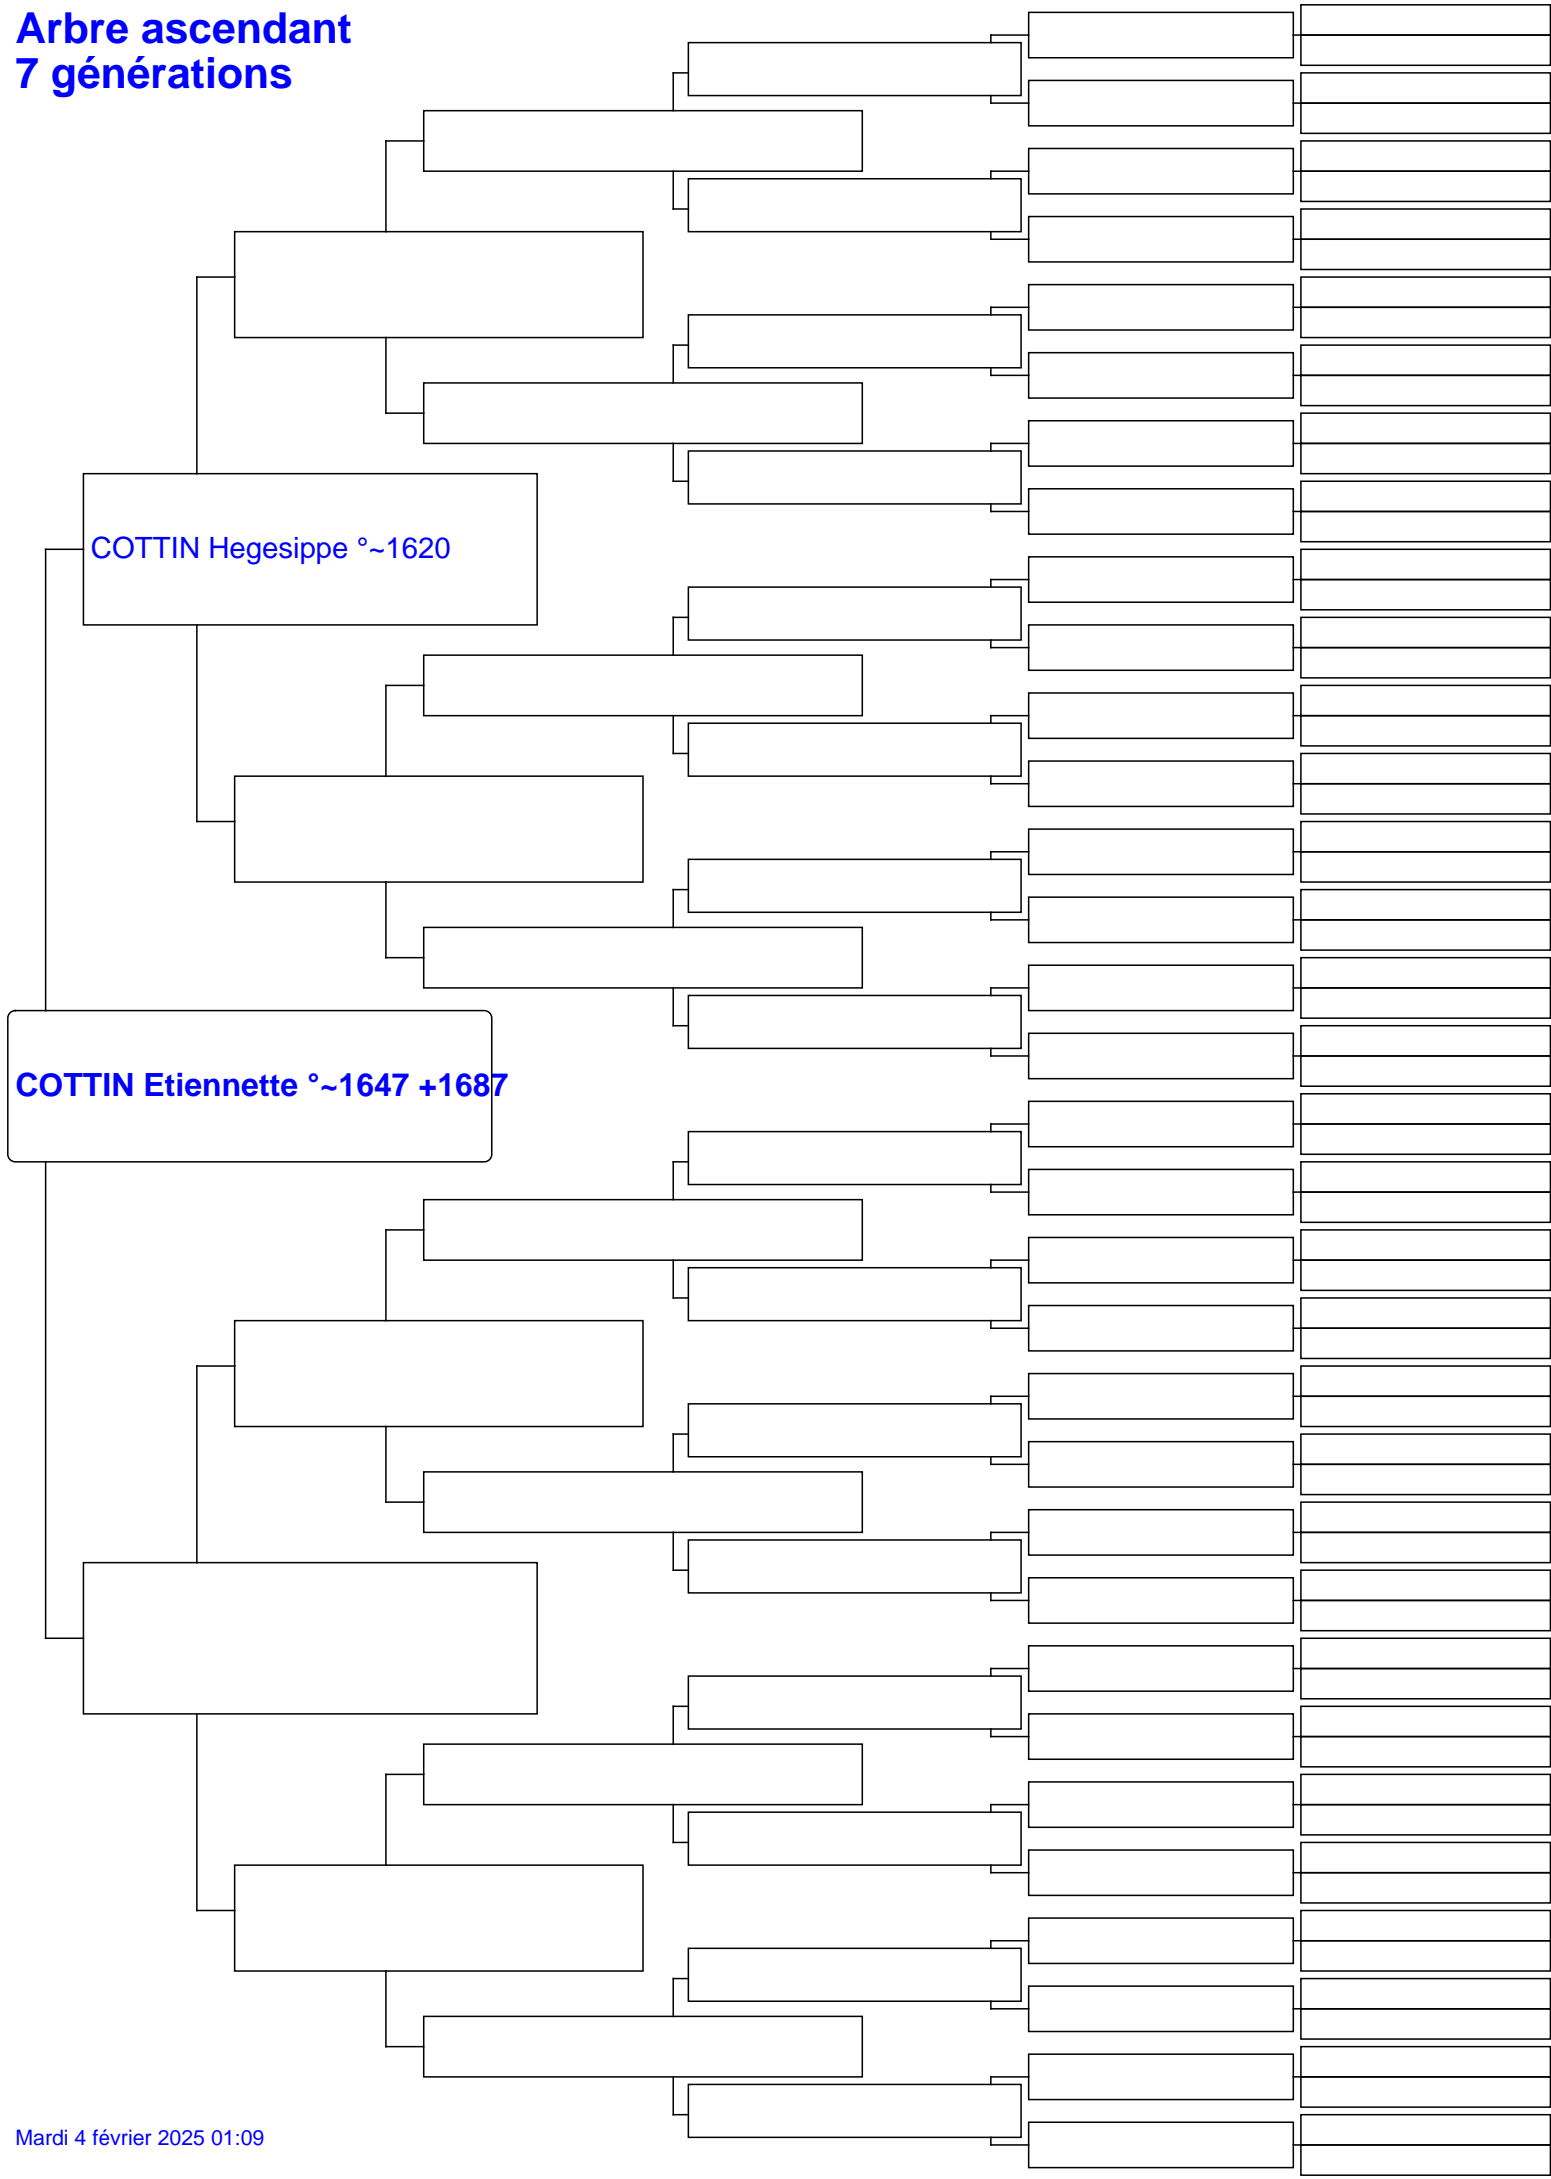 Arbre ascendant
7 générations
COTTIN Hegesippe °~1620
COTTIN Etiennette °~1647 +1687
Mardi 4 février 2025 01:09